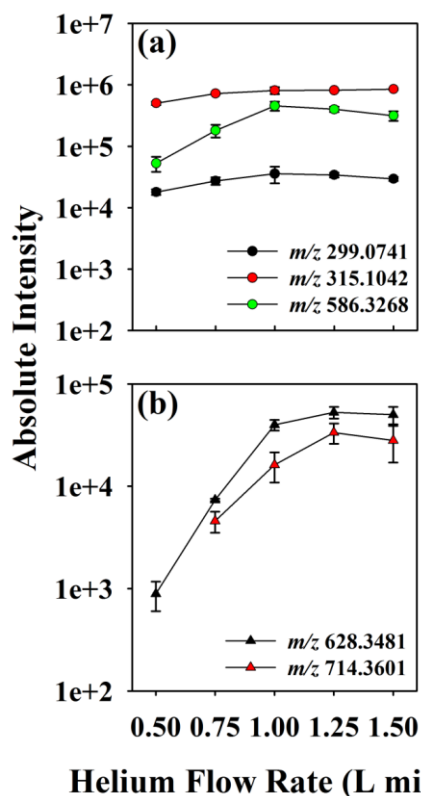 1e+7
(a)
1e+6
1e+5
1e+4
1e+3
1e+2
m/z 299.0741
m/z 315.1042
m/z 586.3268
Absolute Intensity
1e+5
(b)
1e+4
1e+3
1e+2
m/z 628.3481
m/z 714.3601
0.50 0.75 1.00 1.25 1.50
Helium Flow Rate (L mi